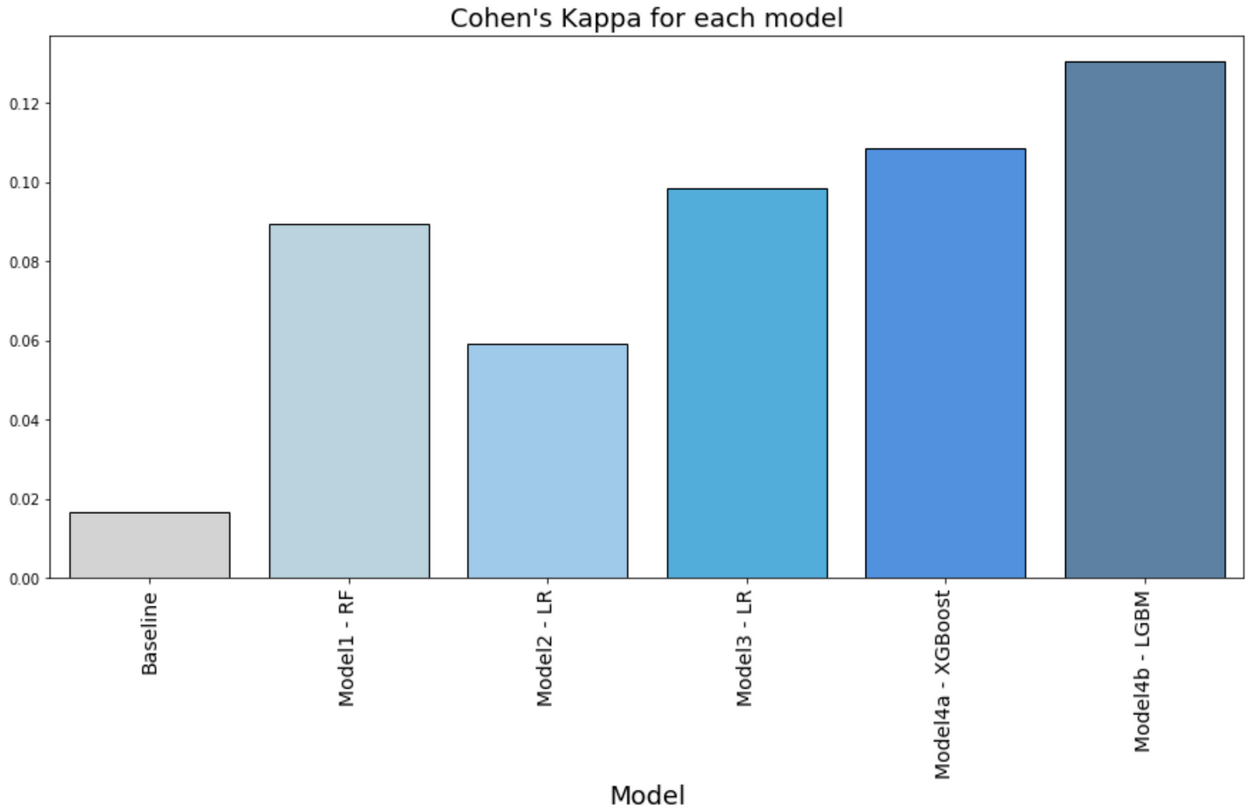 Cohen's Kappa for each model
0.12
0.10
0.08
0.06
0.04
0.02
0.00
Baseline
Model1 - RF
Model2 - LR
Model3 - LR
Model4a - XGBoost
Model4b - LGBM
Model